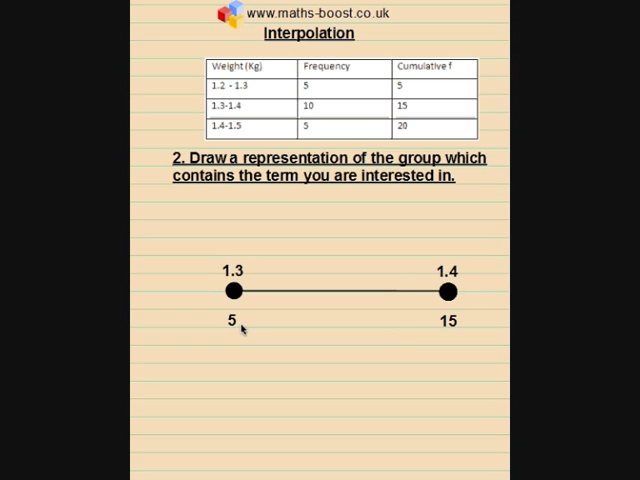 www.maths-boost.co.uk
Interpolation
Weight (Kg) Frequency Cumulative f
1.2 - 1.3 5 5
1.3-1.4 10 15
1.4-1.5 5 20
2. Draw a representation of the group which
contains the term you are interested in.
1.3 1.4
5 15